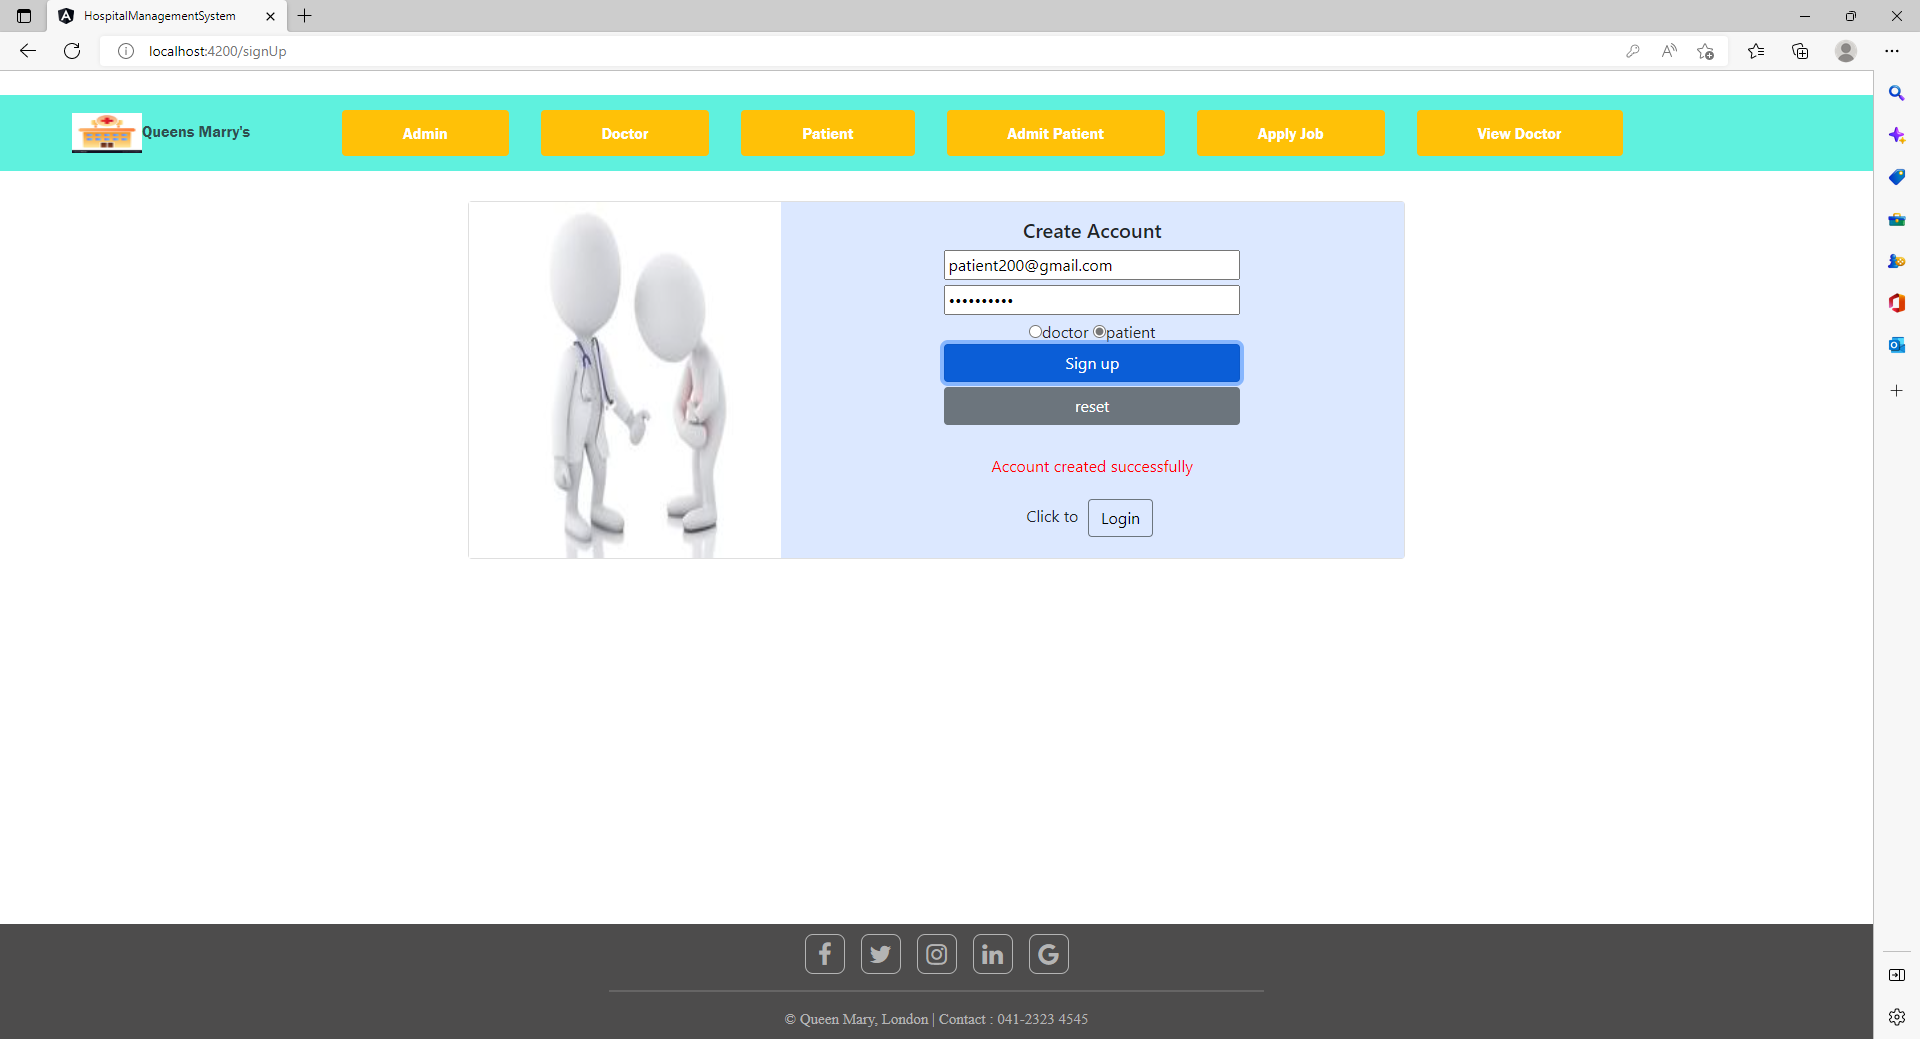 HospitalManagementSystem
localhost:4200/signUp
Queens Marry's
Admin
Doctor
Patient
Admit Patient
Apply Job
View Doctor
Create Account
patient200@gmail.com
••••••••••
doctor patient
Sign up
reset
Account created successfully
Click to Login
© Queen Mary, London | Contact : 041-2323 4545